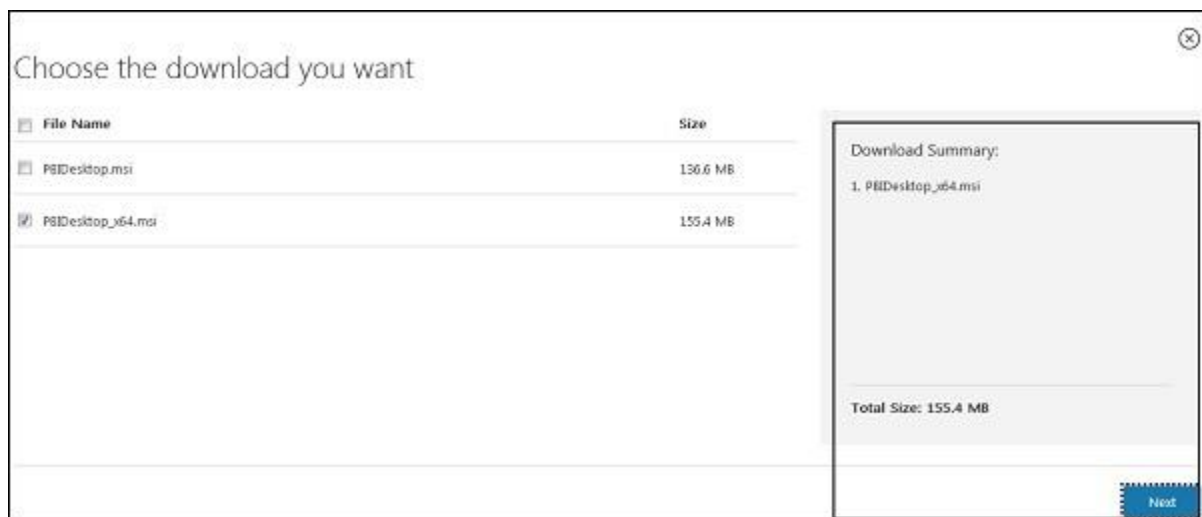 Choose the download you want
File Name Size
PBIDesktop.msi 136.6 MB
PBIDesktop_x64.msi 155.4 MB
Download Summary:
1. PBIDesktop_x64.msi
Total Size: 155.4 MB
Next